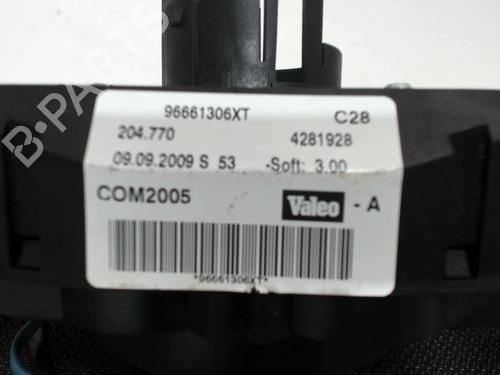 96661306XT C28
204.770 4281928
09.09.2009 S 53 -Soft: 3.00
COM2005 Valeo - A
*96661306XT*
B-PARTS